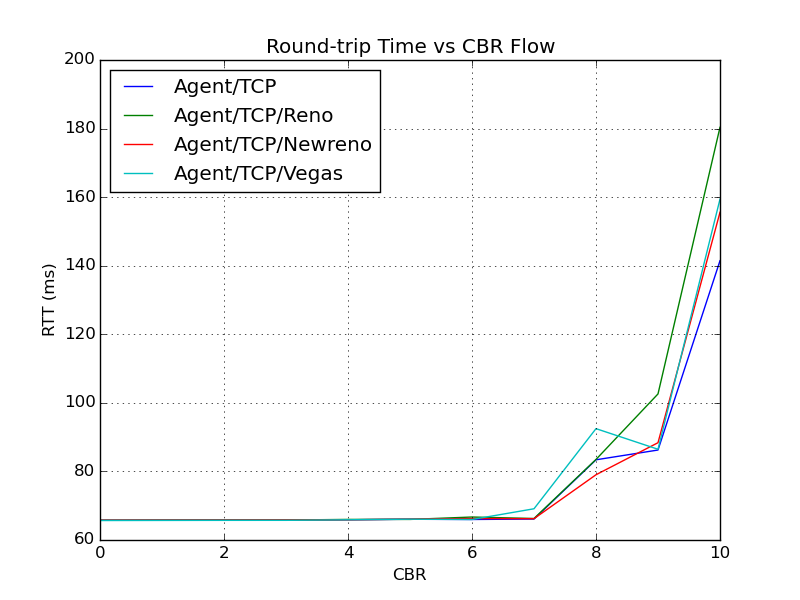 Round-trip Time vs CBR Flow
200
180
160
140
120
100
80
60
RTT (ms)
Agent/TCP
Agent/TCP/Reno
Agent/TCP/Newreno
Agent/TCP/Vegas
0 2 4 6 8 10
CBR